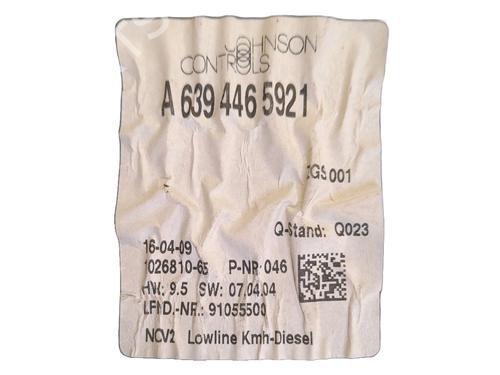 JOHNSON
CONTROLS
A 639 446 5921
ZGS 001
Q-Stand: Q023
16-04-09
1026810-65 P-NR: 046
HW: 9.5 SW: 07.04.04
LFND.-NR.: 91055500
NCV2 Lowline Kmh-Diesel